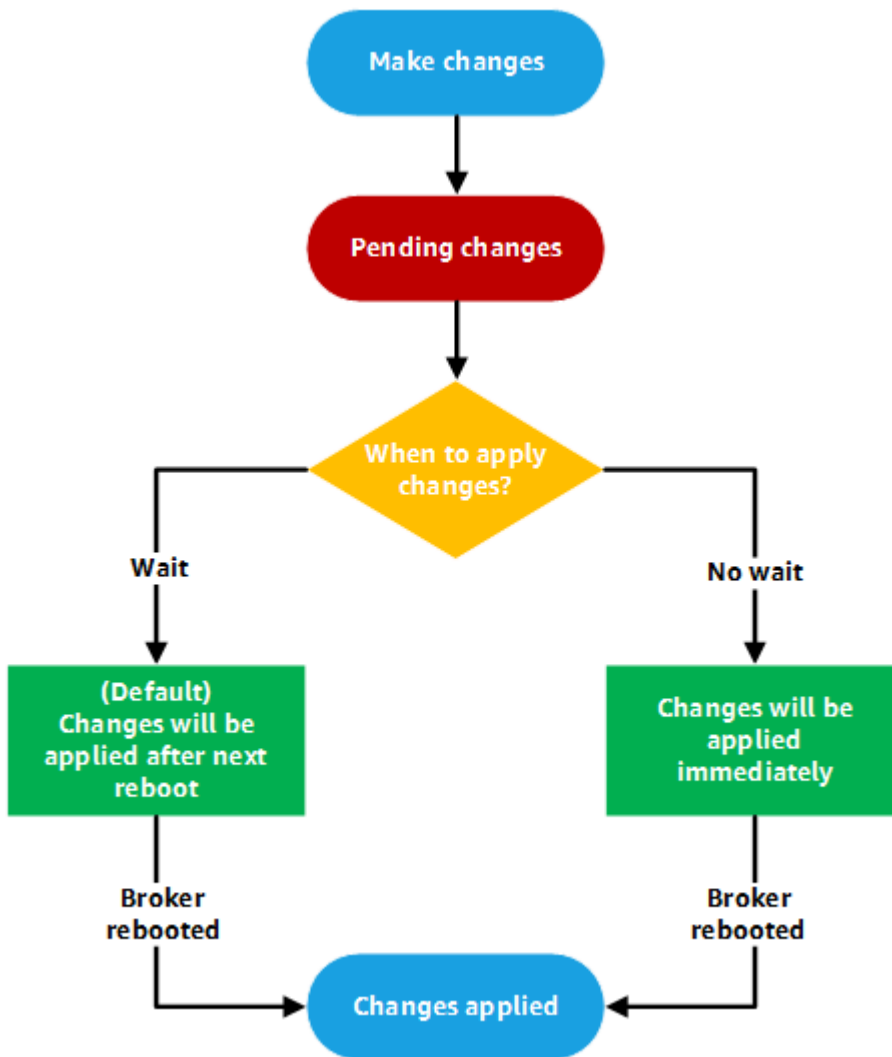 Make changes
Pending changes
When to apply
changes?
Wait
No wait
(Default)
Changes will be
applied after next
reboot
Changes will be
applied
immediately
Broker
rebooted
Broker
rebooted
Changes applied